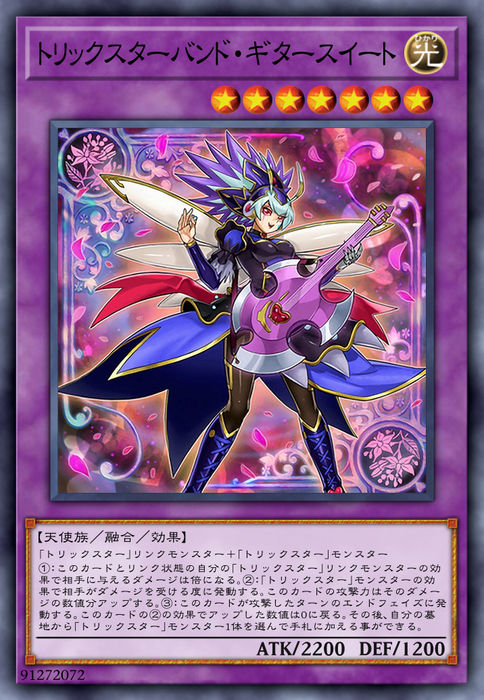 トリックスターバンド・ギタースイート
ひかり
光
【天使族／融合／効果】
「トリックスター」リンクモンスター＋「トリックスター」モンスター
①：このカードとリンク状態の自分の「トリックスター」リンクモンスターの効
果で相手に与えるダメージは倍になる。②：「トリックスター」モンスターの効
果で相手がダメージを受ける度に発動する。このカードの攻撃力はそのダメー
ジの数値分アップする。③：このカードが攻撃したターンのエンドフェイズに発
動する。このカードの②の効果でアップした数値は0に戻る。その後、自分の墓
地から「トリックスター」モンスター1体を選んで手札に加える事ができる。
ATK/2200 DEF/1200
91272072